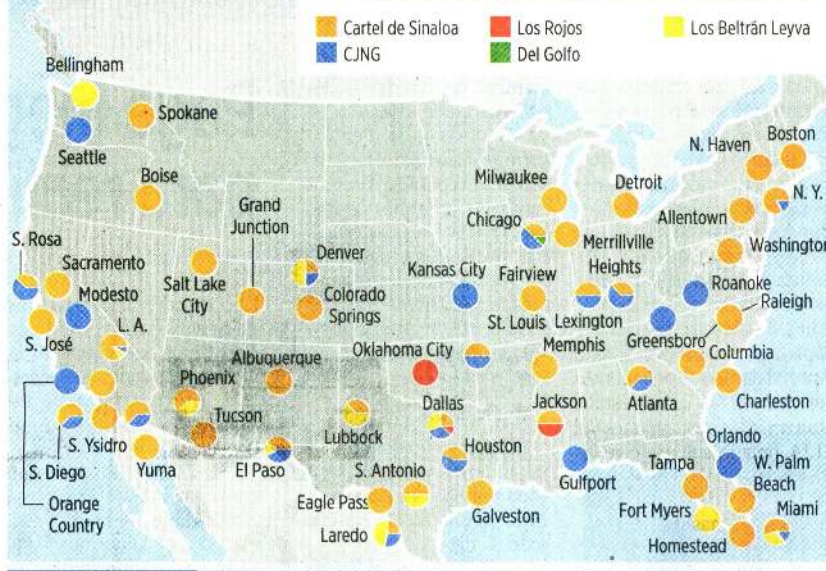 Cartel de Sinaloa
Los Rojos
Los Beltrán Leyva
CJNG
Del Golfo
Bellingham
Spokane
Seattle
Boise
Grand
Junction
Milwaukee
Detroit
N. Haven
Boston
N. Y.
Chicago
Allentown
Merrillville
Heights
Washington
S. Rosa
Sacramento
Modesto
Salt Lake
City
Denver
Colorado
Springs
Kansas City
Fairview
St. Louis
Lexington
Roanoke
Raleigh
Greensboro
S. José
L. A.
Albuquerque
Oklahoma City
Memphis
Columbia
Phoenix
Tucson
Lubbock
Dallas
Jackson
Atlanta
Charleston
S. Ysidro
S. Diego
Yuma
El Paso
Houston
S. Antonio
Gulfport
Orlando
Tampa
W. Palm
Beach
Orange
Country
Eagle Pass
Galveston
Fort Myers
Miami
Laredo
Homestead